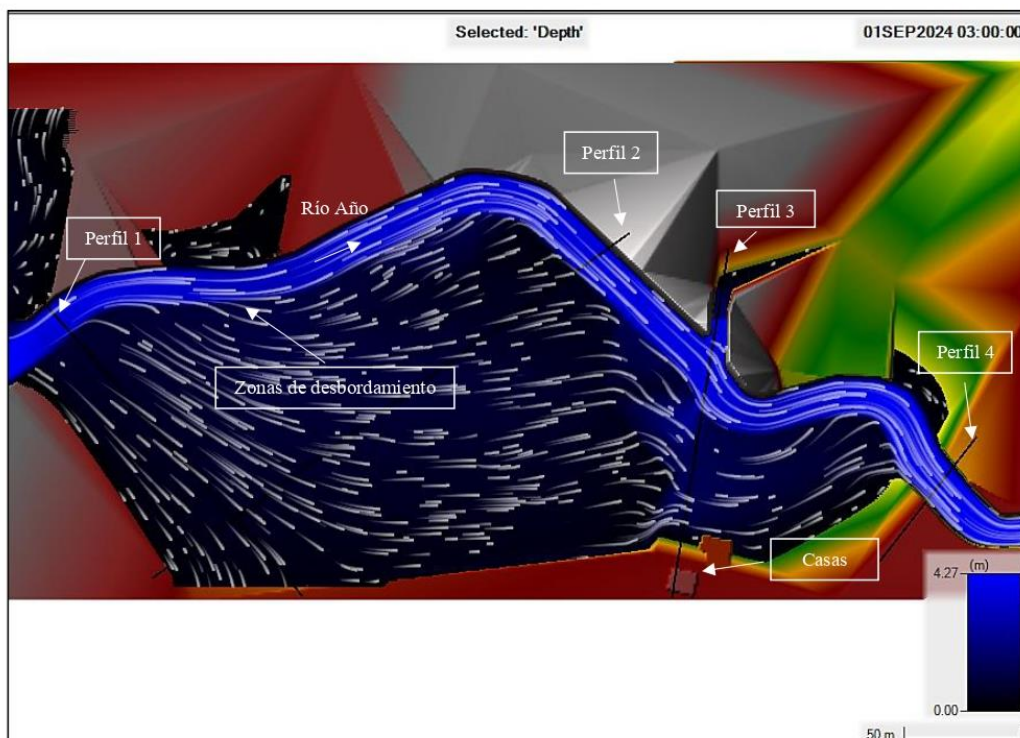 Selected: 'Depth'
01SEP2024 03:00:00
Perfil 2
Río Año
Perfil 3
Perfil 1
Perfil 4
Zonas de desbordamiento
Casas
(m)
4.27
0.00
50 m